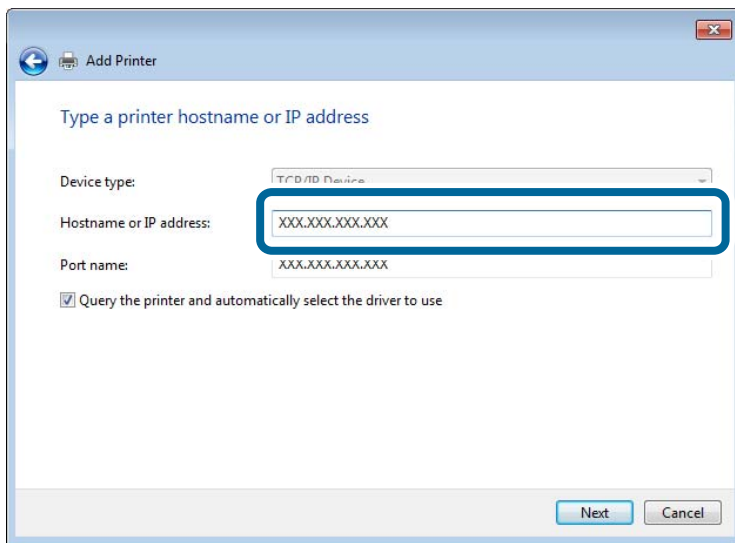 Add Printer
Type a printer hostname or IP address
Device type: TCP/IP Device
Hostname or IP address: XXX.XXX.XXX.XXX
Port name: XXX.XXX.XXX.XXX
Query the printer and automatically select the driver to use
Next Cancel